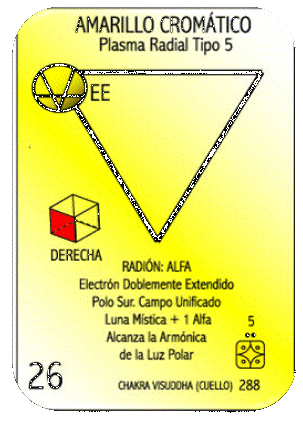 AMARILLO CROMÁTICO
Plasma Radial Tipo 5
EE
DERECHA
RADIÓN: ALFA
Electrón Doblemente Extendido
Polo Sur. Campo Unificado
Luna Mística + 1 Alfa
Alcanza la Armónica
de la Luz Polar
5
26
CHAKRA VISUDDHA (CUELLO) 288